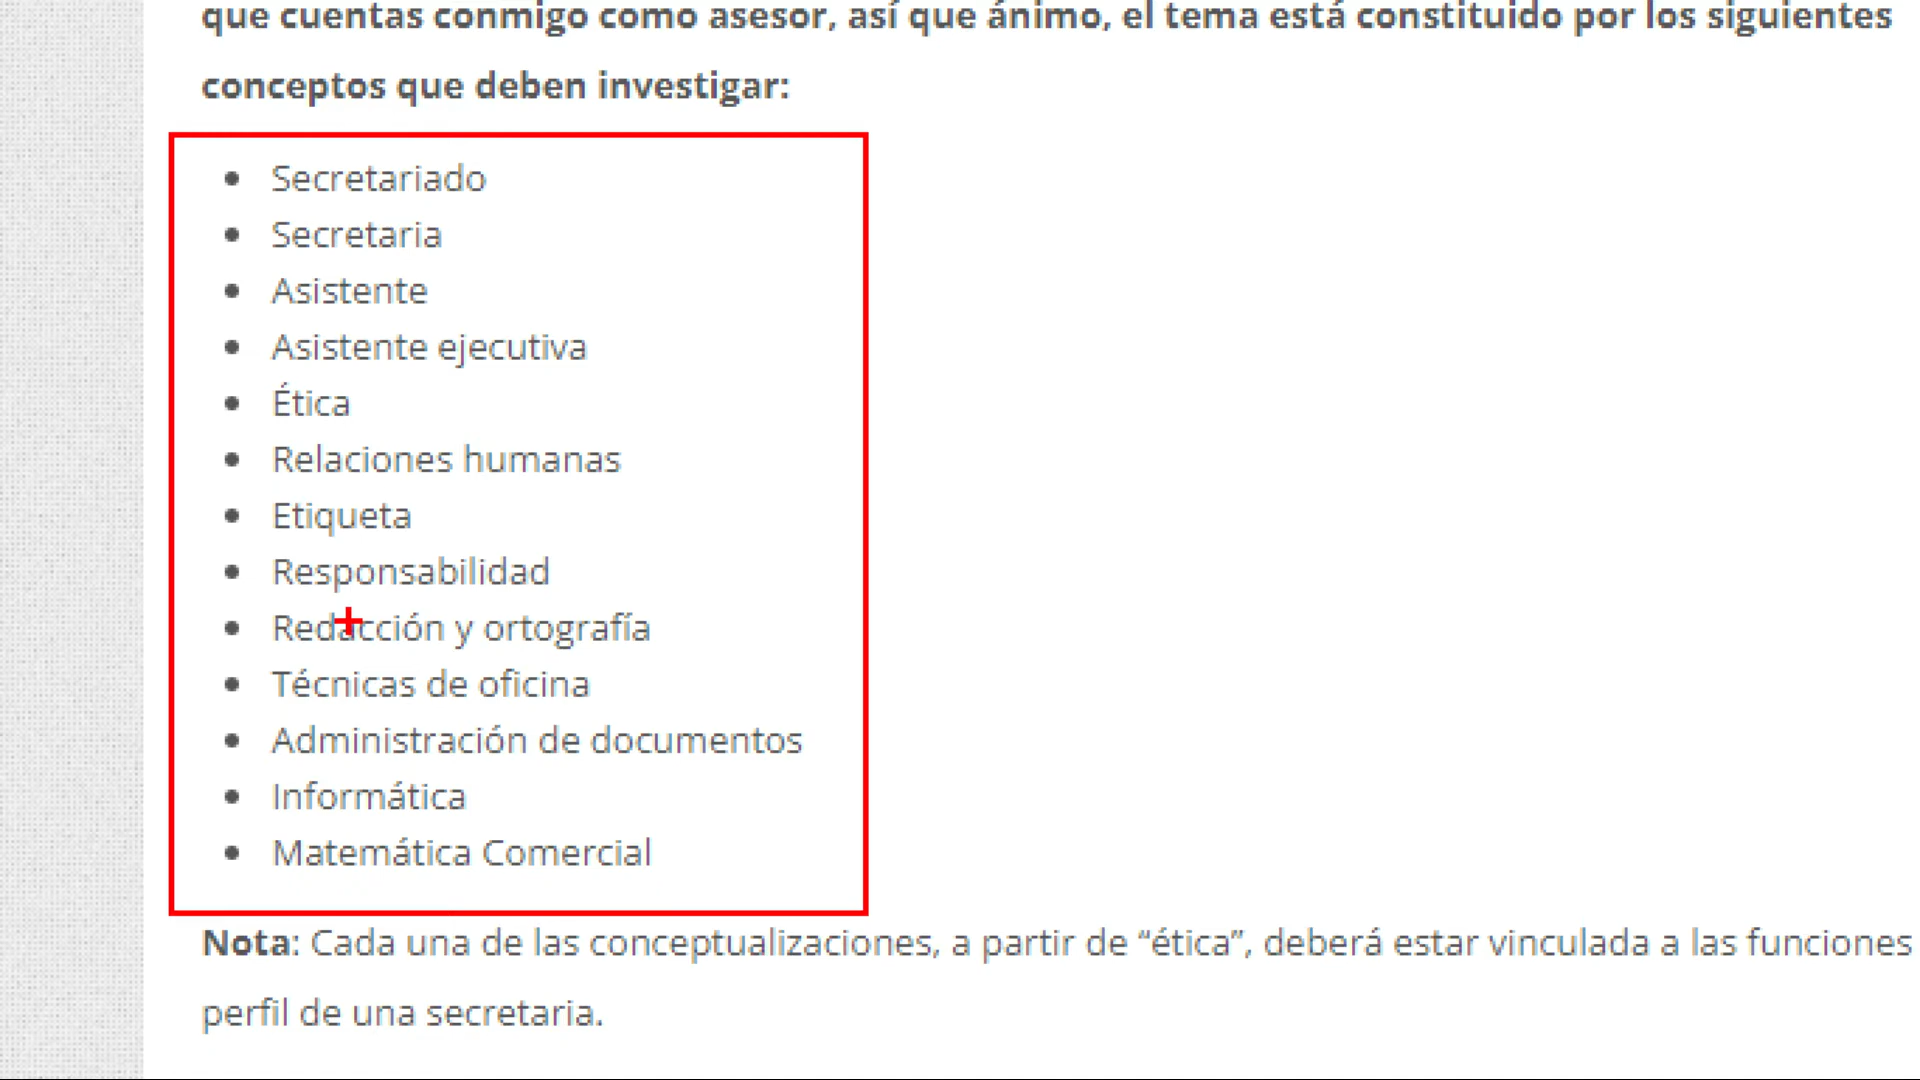 que cuentas conmigo como asesor, así que ánimo, el tema está constituido por los siguientes
conceptos que deben investigar:
• Secretariado
• Secretaria
• Asistente
• Asistente ejecutiva
• Ética
• Relaciones humanas
• Etiqueta
• Responsabilidad
• Redacción y ortografía
• Técnicas de oficina
• Administración de documentos
• Informática
• Matemática Comercial
Nota: Cada una de las conceptualizaciones, a partir de “ética”, deberá estar vinculada a las funciones
perfil de una secretaria.